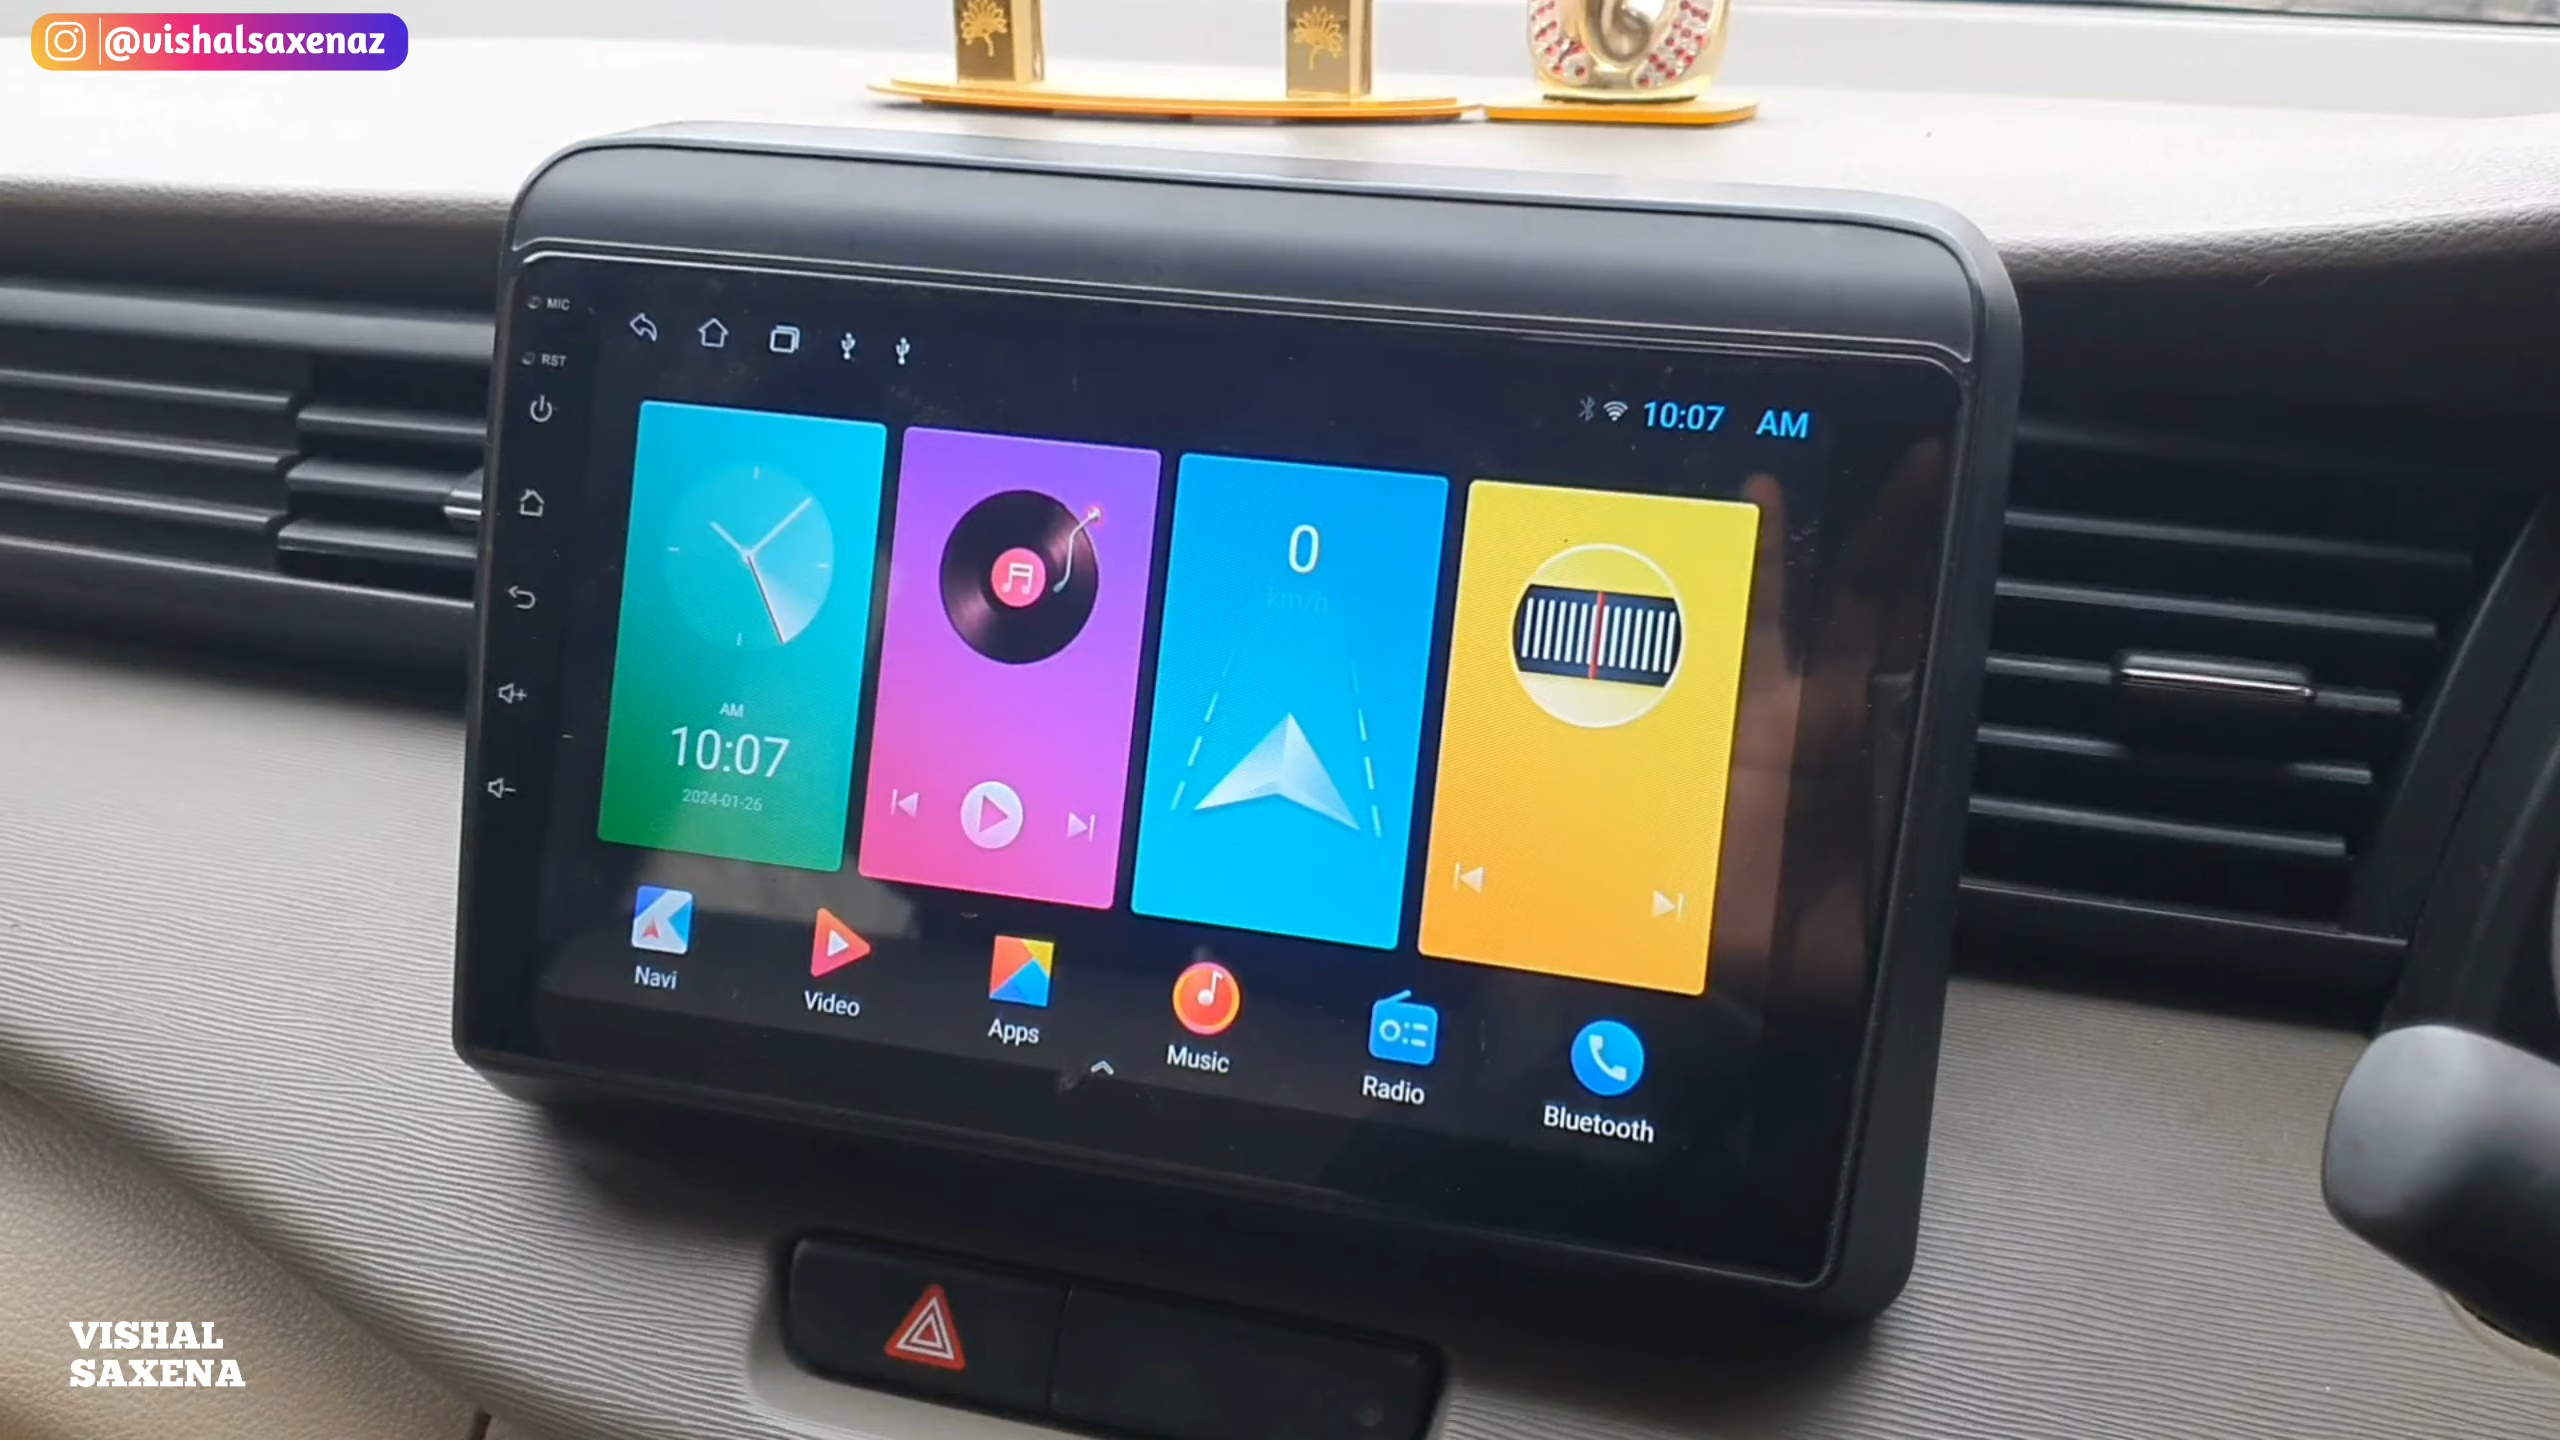 @vishalsaxenaz
MIC
RST
10:07 AM
AM
10:07
2024-01-26
0
km/h
Navi
Video
Apps
Music
Radio
Bluetooth
VISHAL
SAXENA